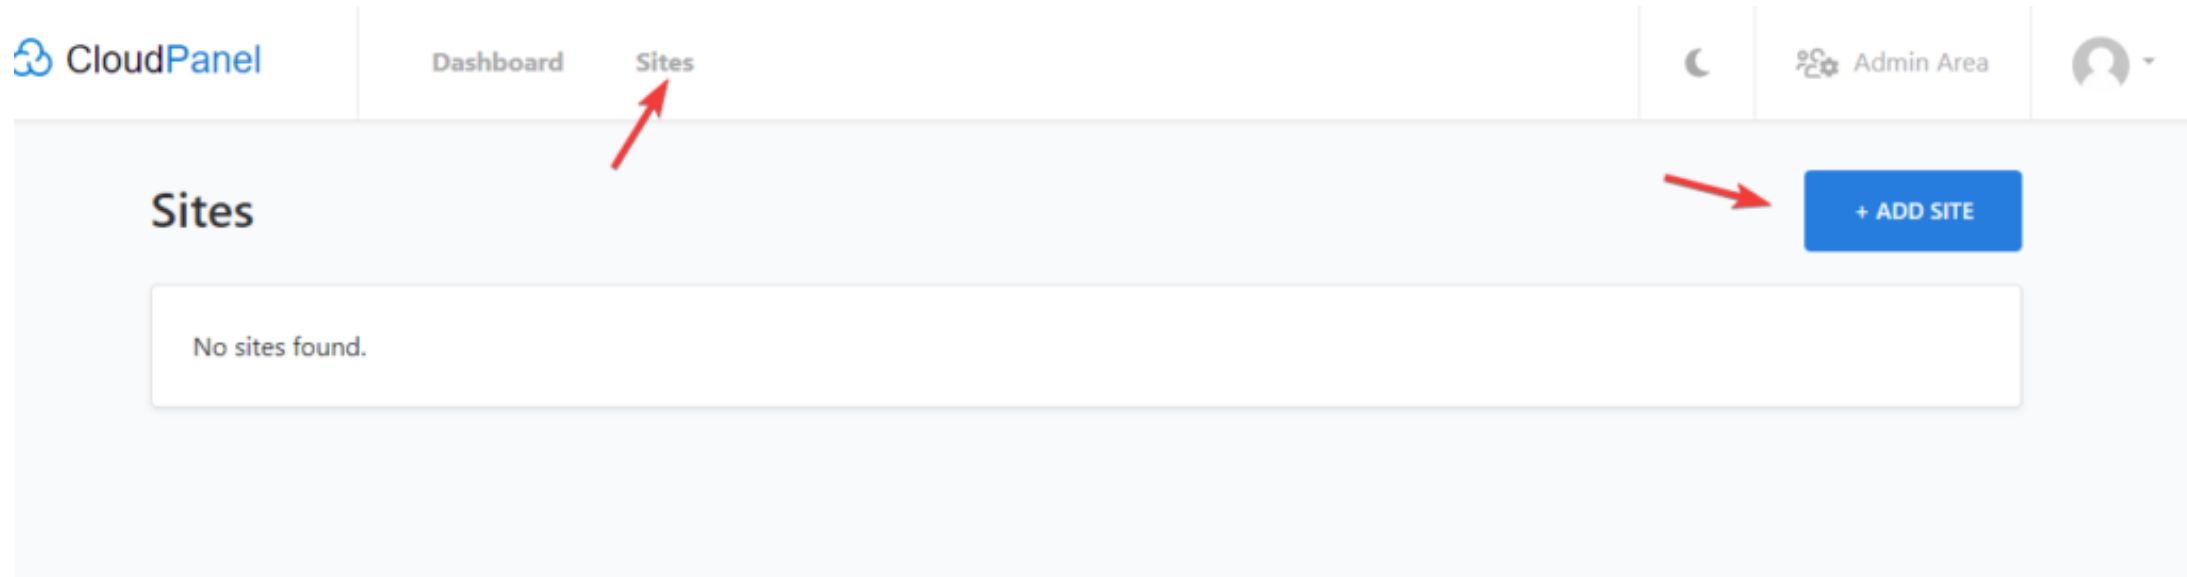 CloudPanel
Dashboard
Sites
Admin Area
Sites
+ ADD SITE
No sites found.